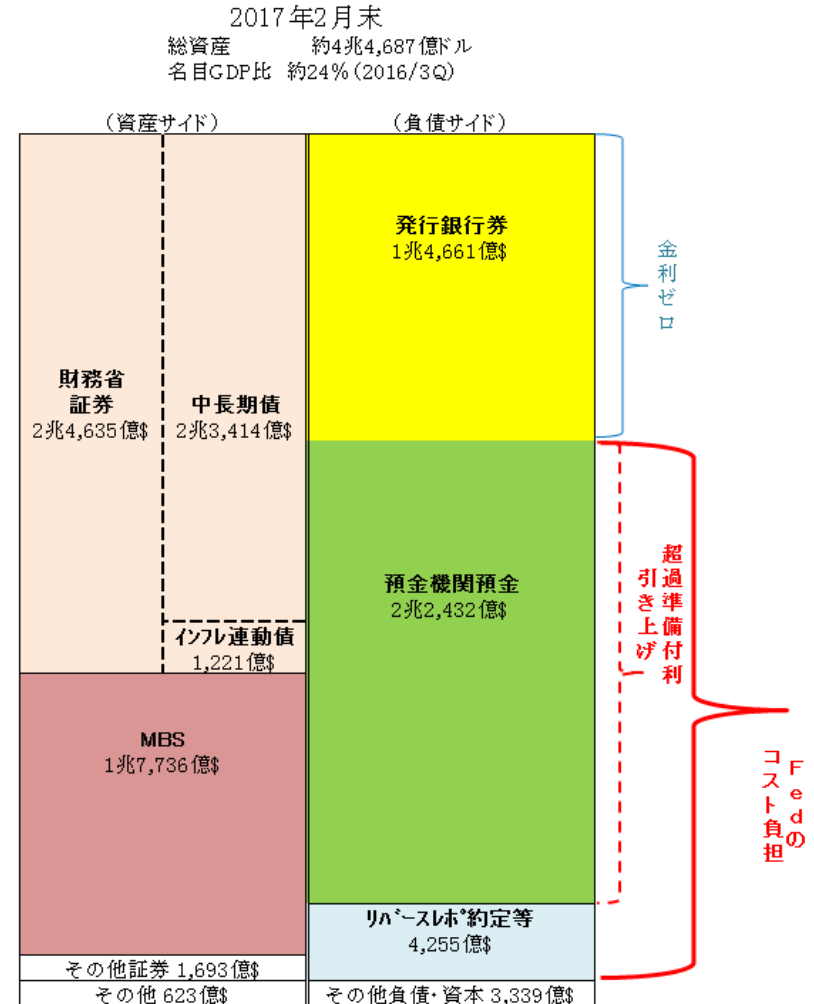 2017年2月末
総資産 約4兆4,687億ドル
名目GDP比 約24%(2016/3Q)
(資産サイド)
(負債サイド)
財務省
証券
2兆4,635億$
中長期債
2兆3,414億$
インフレ連動債
1,221億$
MBS
1兆7,736億$
その他証券 1,693億$
その他 623億$
発行銀行券
1兆4,661億$
預金機関預金
2兆2,432億$
リバースレポ約定等
4,255億$
その他負債・資本 3,339億$
金利ゼロ
超過準備付利
引き上げ
Fedの
コスト負担